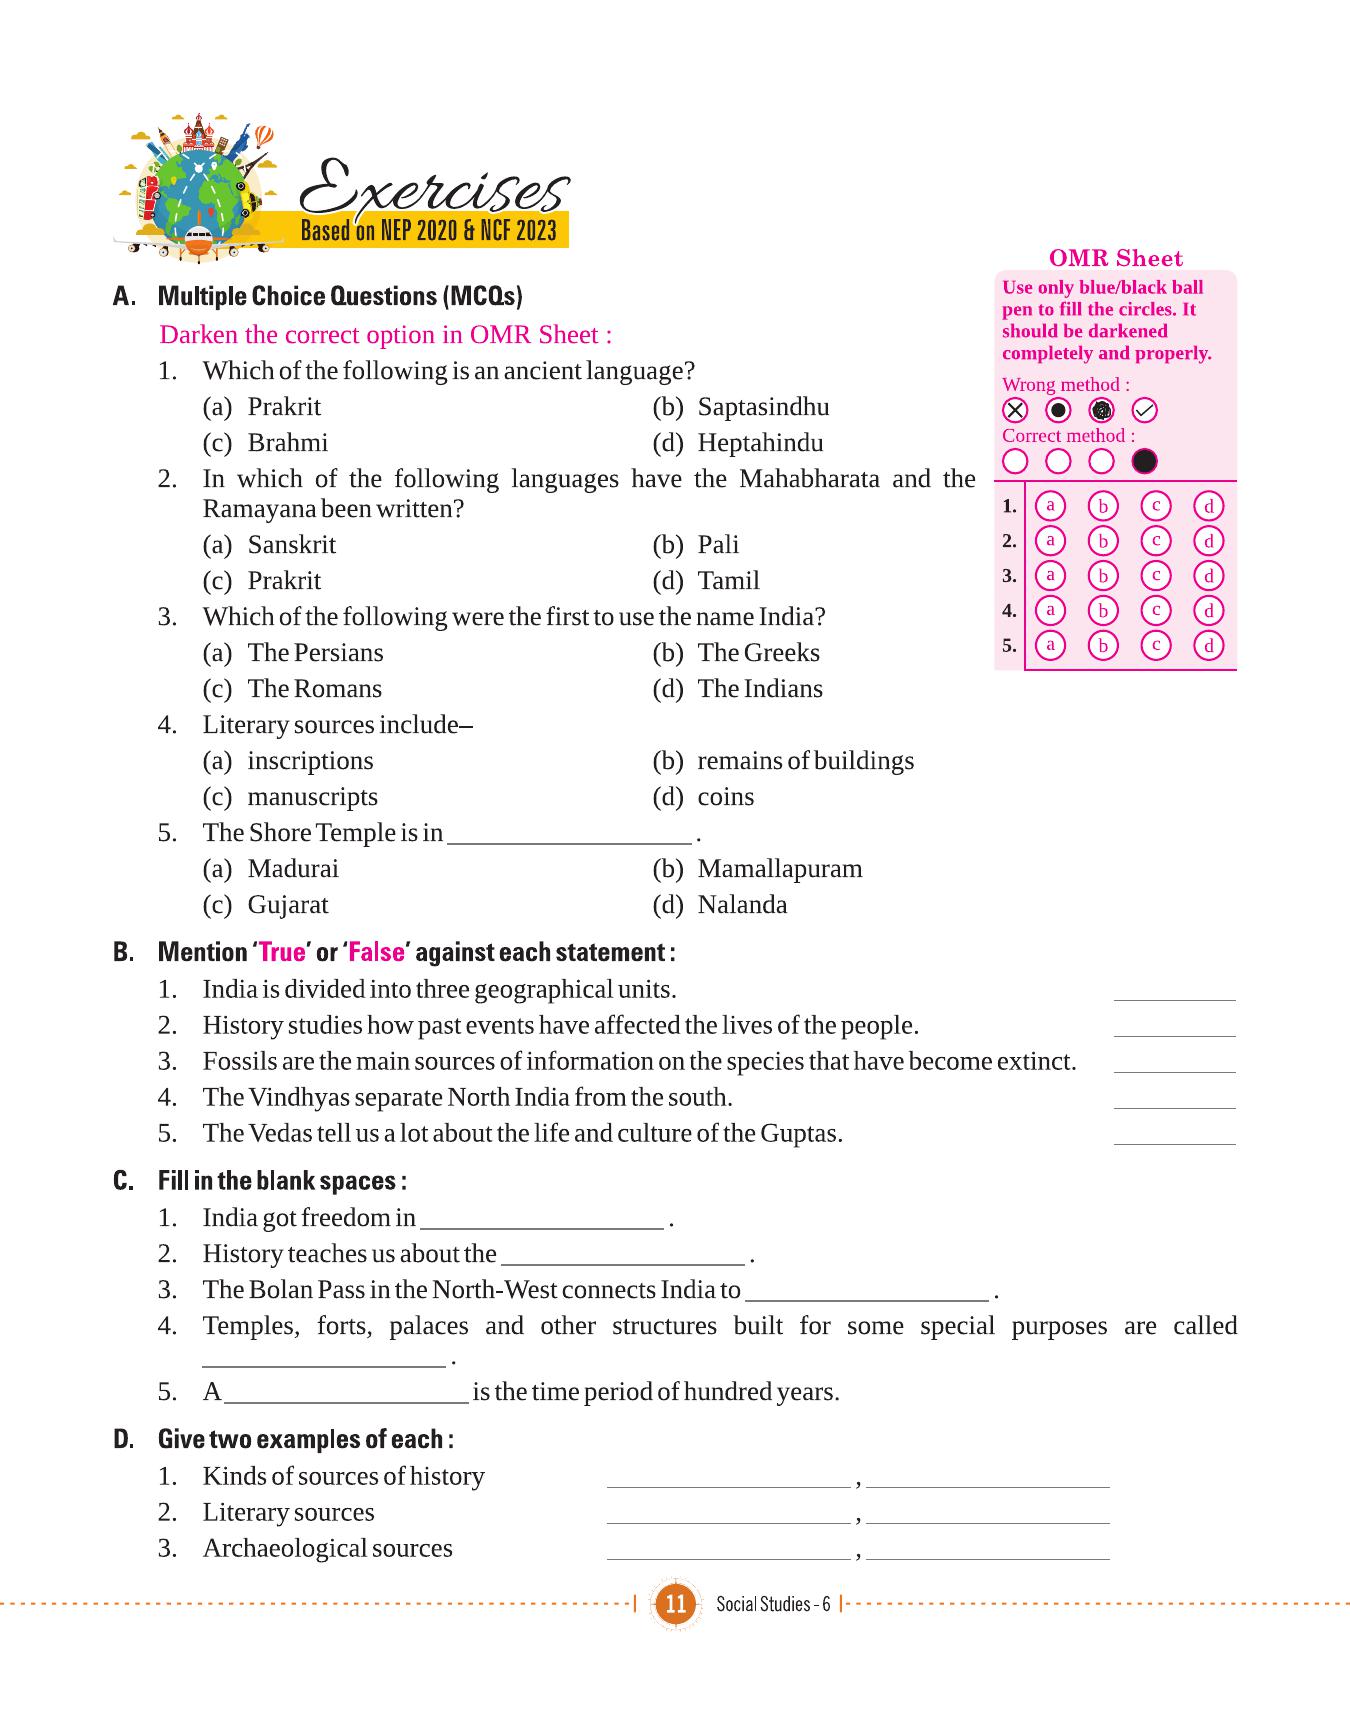 Exercises
Based on NEP 2020 & NCF 2023
OMR Sheet
Use only blue/black ball
pen to fill the circles. It
should be darkened
completely and properly.
Wrong method :
Correct method :
1. a b c d
2. a b c d
3. a b c d
4. a b c d
5. a b c d
A. Multiple Choice Questions (MCQs)
Darken the correct option in OMR Sheet :
1. Which of the following is an ancient language?
(a) Prakrit (b) Saptasindhu
(c) Brahmi (d) Heptahindu
2. In which of the following languages have the Mahabharata and the
Ramayana been written?
(a) Sanskrit (b) Pali
(c) Prakrit (d) Tamil
3. Which of the following were the first to use the name India?
(a) The Persians (b) The Greeks
(c) The Romans (d) The Indians
4. Literary sources include–
(a) inscriptions (b) remains of buildings
(c) manuscripts (d) coins
5. The Shore Temple is in ____________________ .
(a) Madurai (b) Mamallapuram
(c) Gujarat (d) Nalanda
B. Mention ‘True’ or ‘False’ against each statement :
1. India is divided into three geographical units. __________
2. History studies how past events have affected the lives of the people. __________
3. Fossils are the main sources of information on the species that have become extinct. __________
4. The Vindhyas separate North India from the south. __________
5. The Vedas tell us a lot about the life and culture of the Guptas. __________
C. Fill in the blank spaces :
1. India got freedom in ____________________ .
2. History teaches us about the ____________________ .
3. The Bolan Pass in the North-West connects India to ____________________ .
4. Temples, forts, palaces and other structures built for some special purposes are called
____________________ .
5. A ____________________ is the time period of hundred years.
D. Give two examples of each :
1. Kinds of sources of history ____________________ , ____________________
2. Literary sources ____________________ , ____________________
3. Archaeological sources ____________________ , ____________________
11 Social Studies - 6